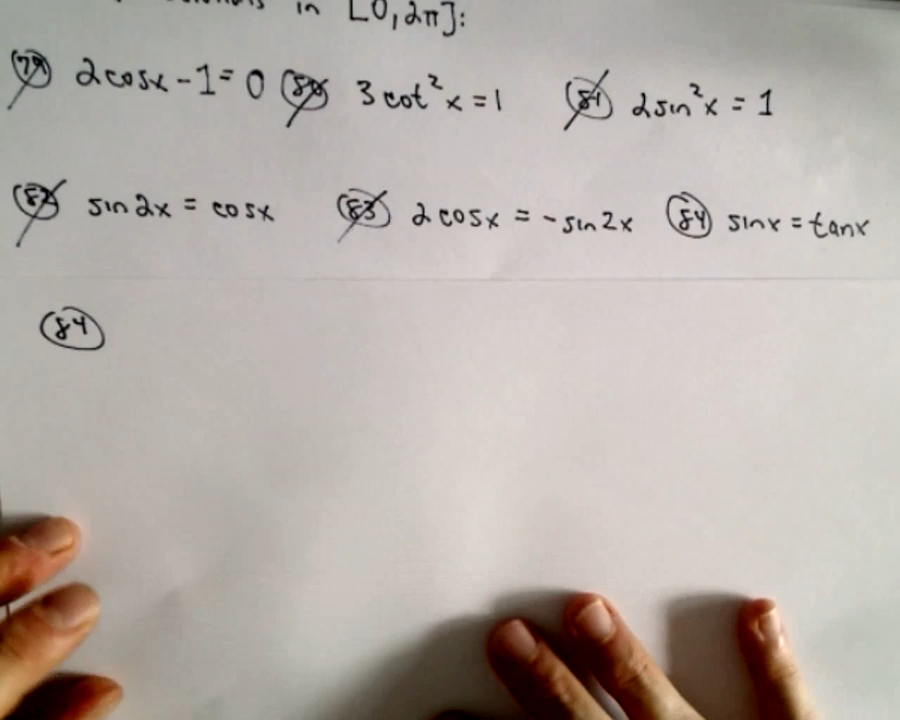 in [0, 2π]:
(79) 2cosx - 1 = 0 (80) 3cot²x = 1 (81) 2sin²x = 1
(82) sin2x = cosx (83) 2cosx = -sin2x (84) sinx = tanx
(84)